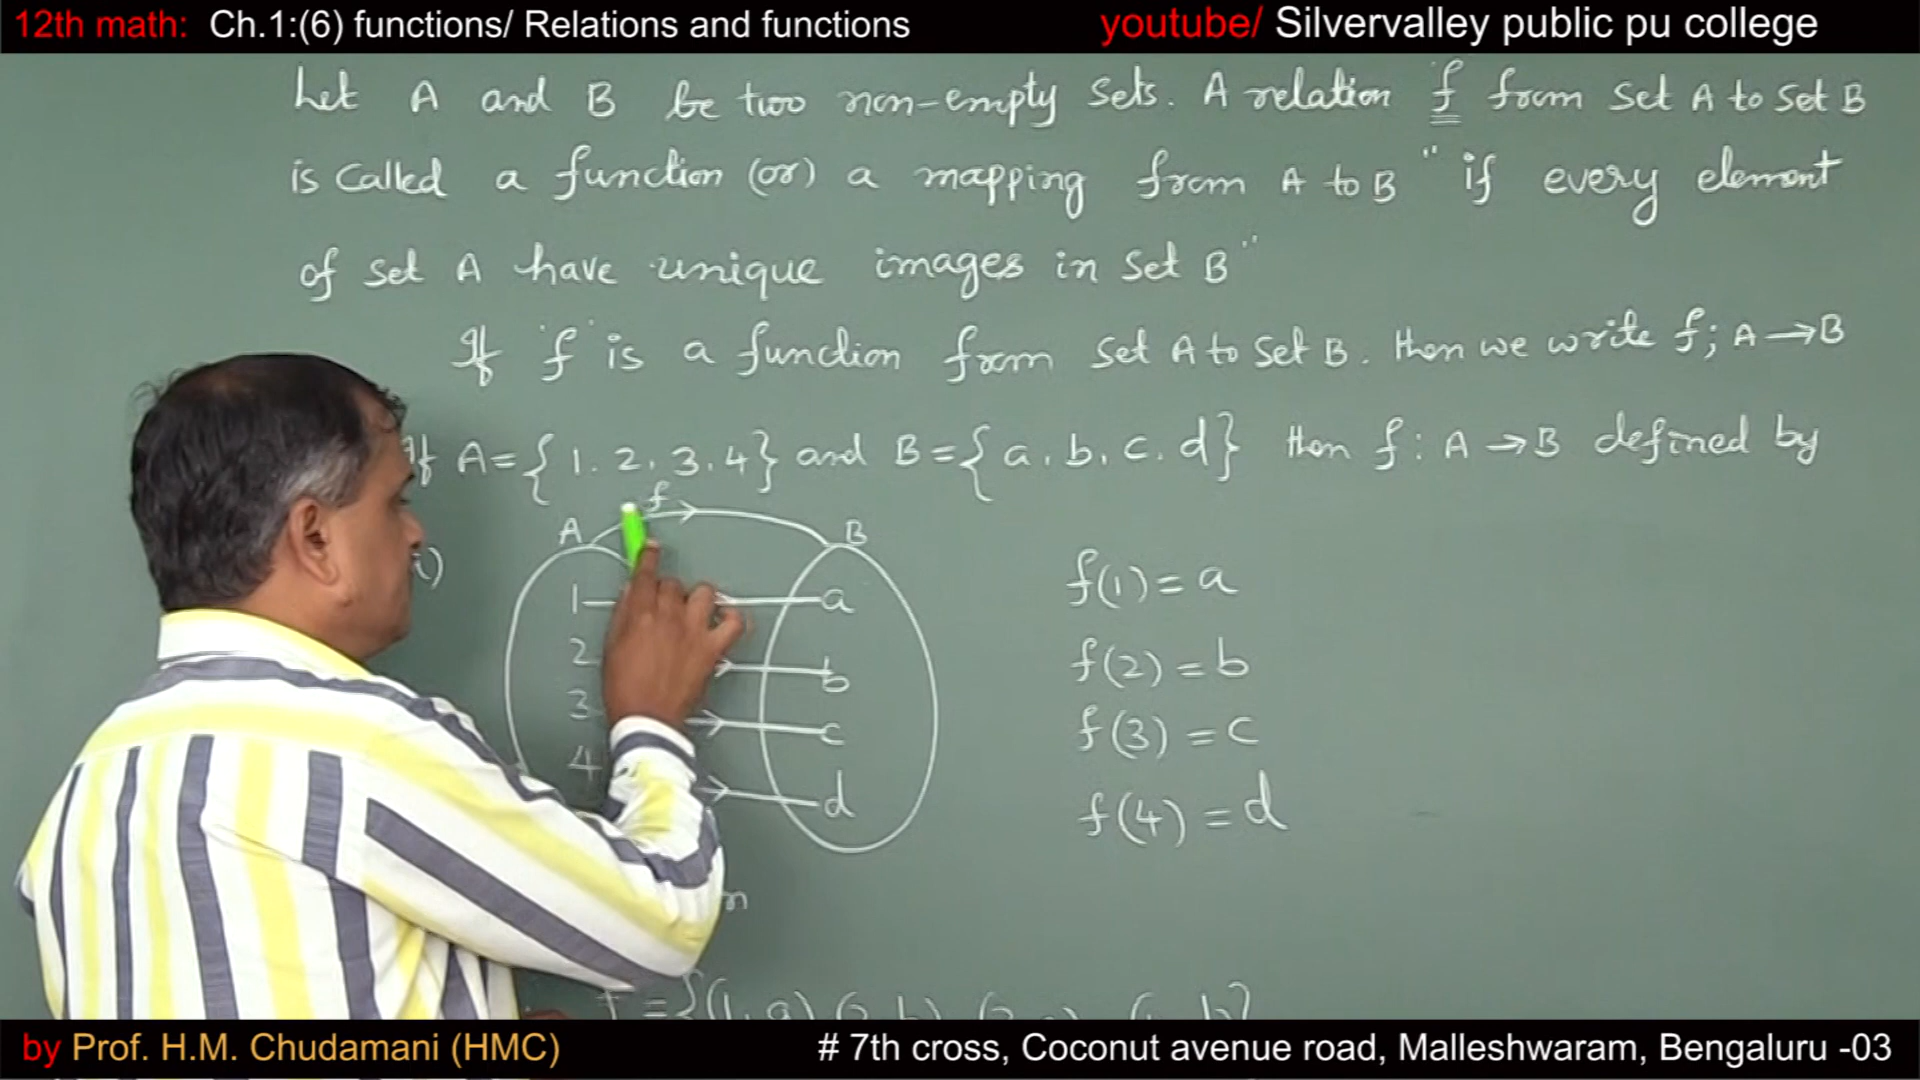 12th math: Ch.1:(6) functions/ Relations and functions youtube/ Silvervalley public pu college
Let A and B be two non-empty sets. A relation f from set A to set B
is called a function (or) a mapping from A to B "if every element
of set A have unique images in set B"
If 'f' is a function from set A to set B. then we write f; A → B
If A = {1. 2, 3, 4} and B = {a, b, c, d} then f : A → B defined by
f
A B
i)
1 a
2 b
3 c
4 d
f(1) = a
f(2) = b
f(3) = c
f(4) = d
by Prof. H.M. Chudamani (HMC) # 7th cross, Coconut avenue road, Malleshwaram, Bengaluru -03